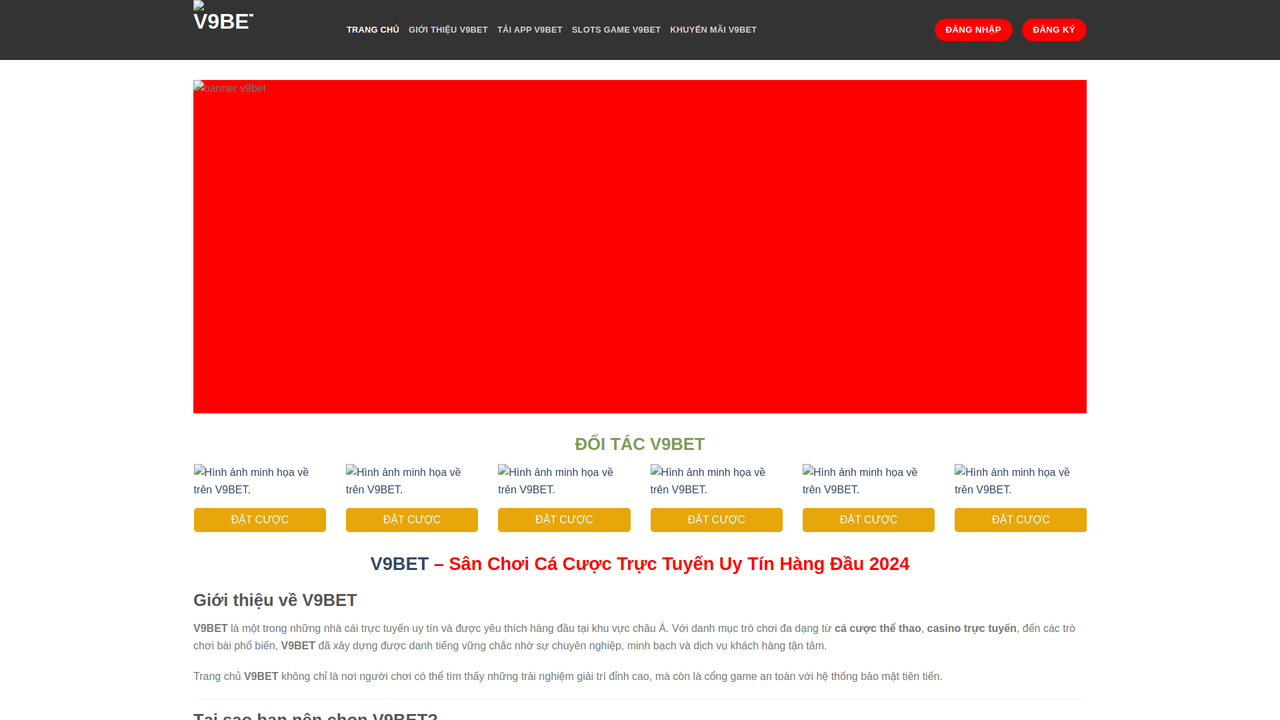 V9BET
TRANG CHỦ GIỚI THIỆU V9BET TẢI APP V9BET SLOTS GAME V9BET KHUYẾN MÃI V9BET ĐĂNG NHẬP ĐĂNG KÝ
banner v9bet
ĐỐI TÁC V9BET
Hình ảnh minh họa về Hình ảnh minh họa về Hình ảnh minh họa về Hình ảnh minh họa về Hình ảnh minh họa về Hình ảnh minh họa về
trên V9BET. trên V9BET. trên V9BET. trên V9BET. trên V9BET. trên V9BET.
ĐẶT CƯỢC ĐẶT CƯỢC ĐẶT CƯỢC ĐẶT CƯỢC ĐẶT CƯỢC ĐẶT CƯỢC
V9BET – Sân Chơi Cá Cược Trực Tuyến Uy Tín Hàng Đầu 2024
Giới thiệu về V9BET
V9BET là một trong những nhà cái trực tuyến uy tín và được yêu thích hàng đầu tại khu vực châu Á. Với danh mục trò chơi đa dạng từ cá cược thể thao, casino trực tuyến, đến các trò
chơi bài phổ biến, V9BET đã xây dựng được danh tiếng vững chắc nhờ sự chuyên nghiệp, minh bạch và dịch vụ khách hàng tận tâm.
Trang chủ V9BET không chỉ là nơi người chơi có thể tìm thấy những trải nghiệm giải trí đỉnh cao, mà còn là cổng game an toàn với hệ thống bảo mật tiên tiến.
Tại sao bạn nên chọn V9BET?